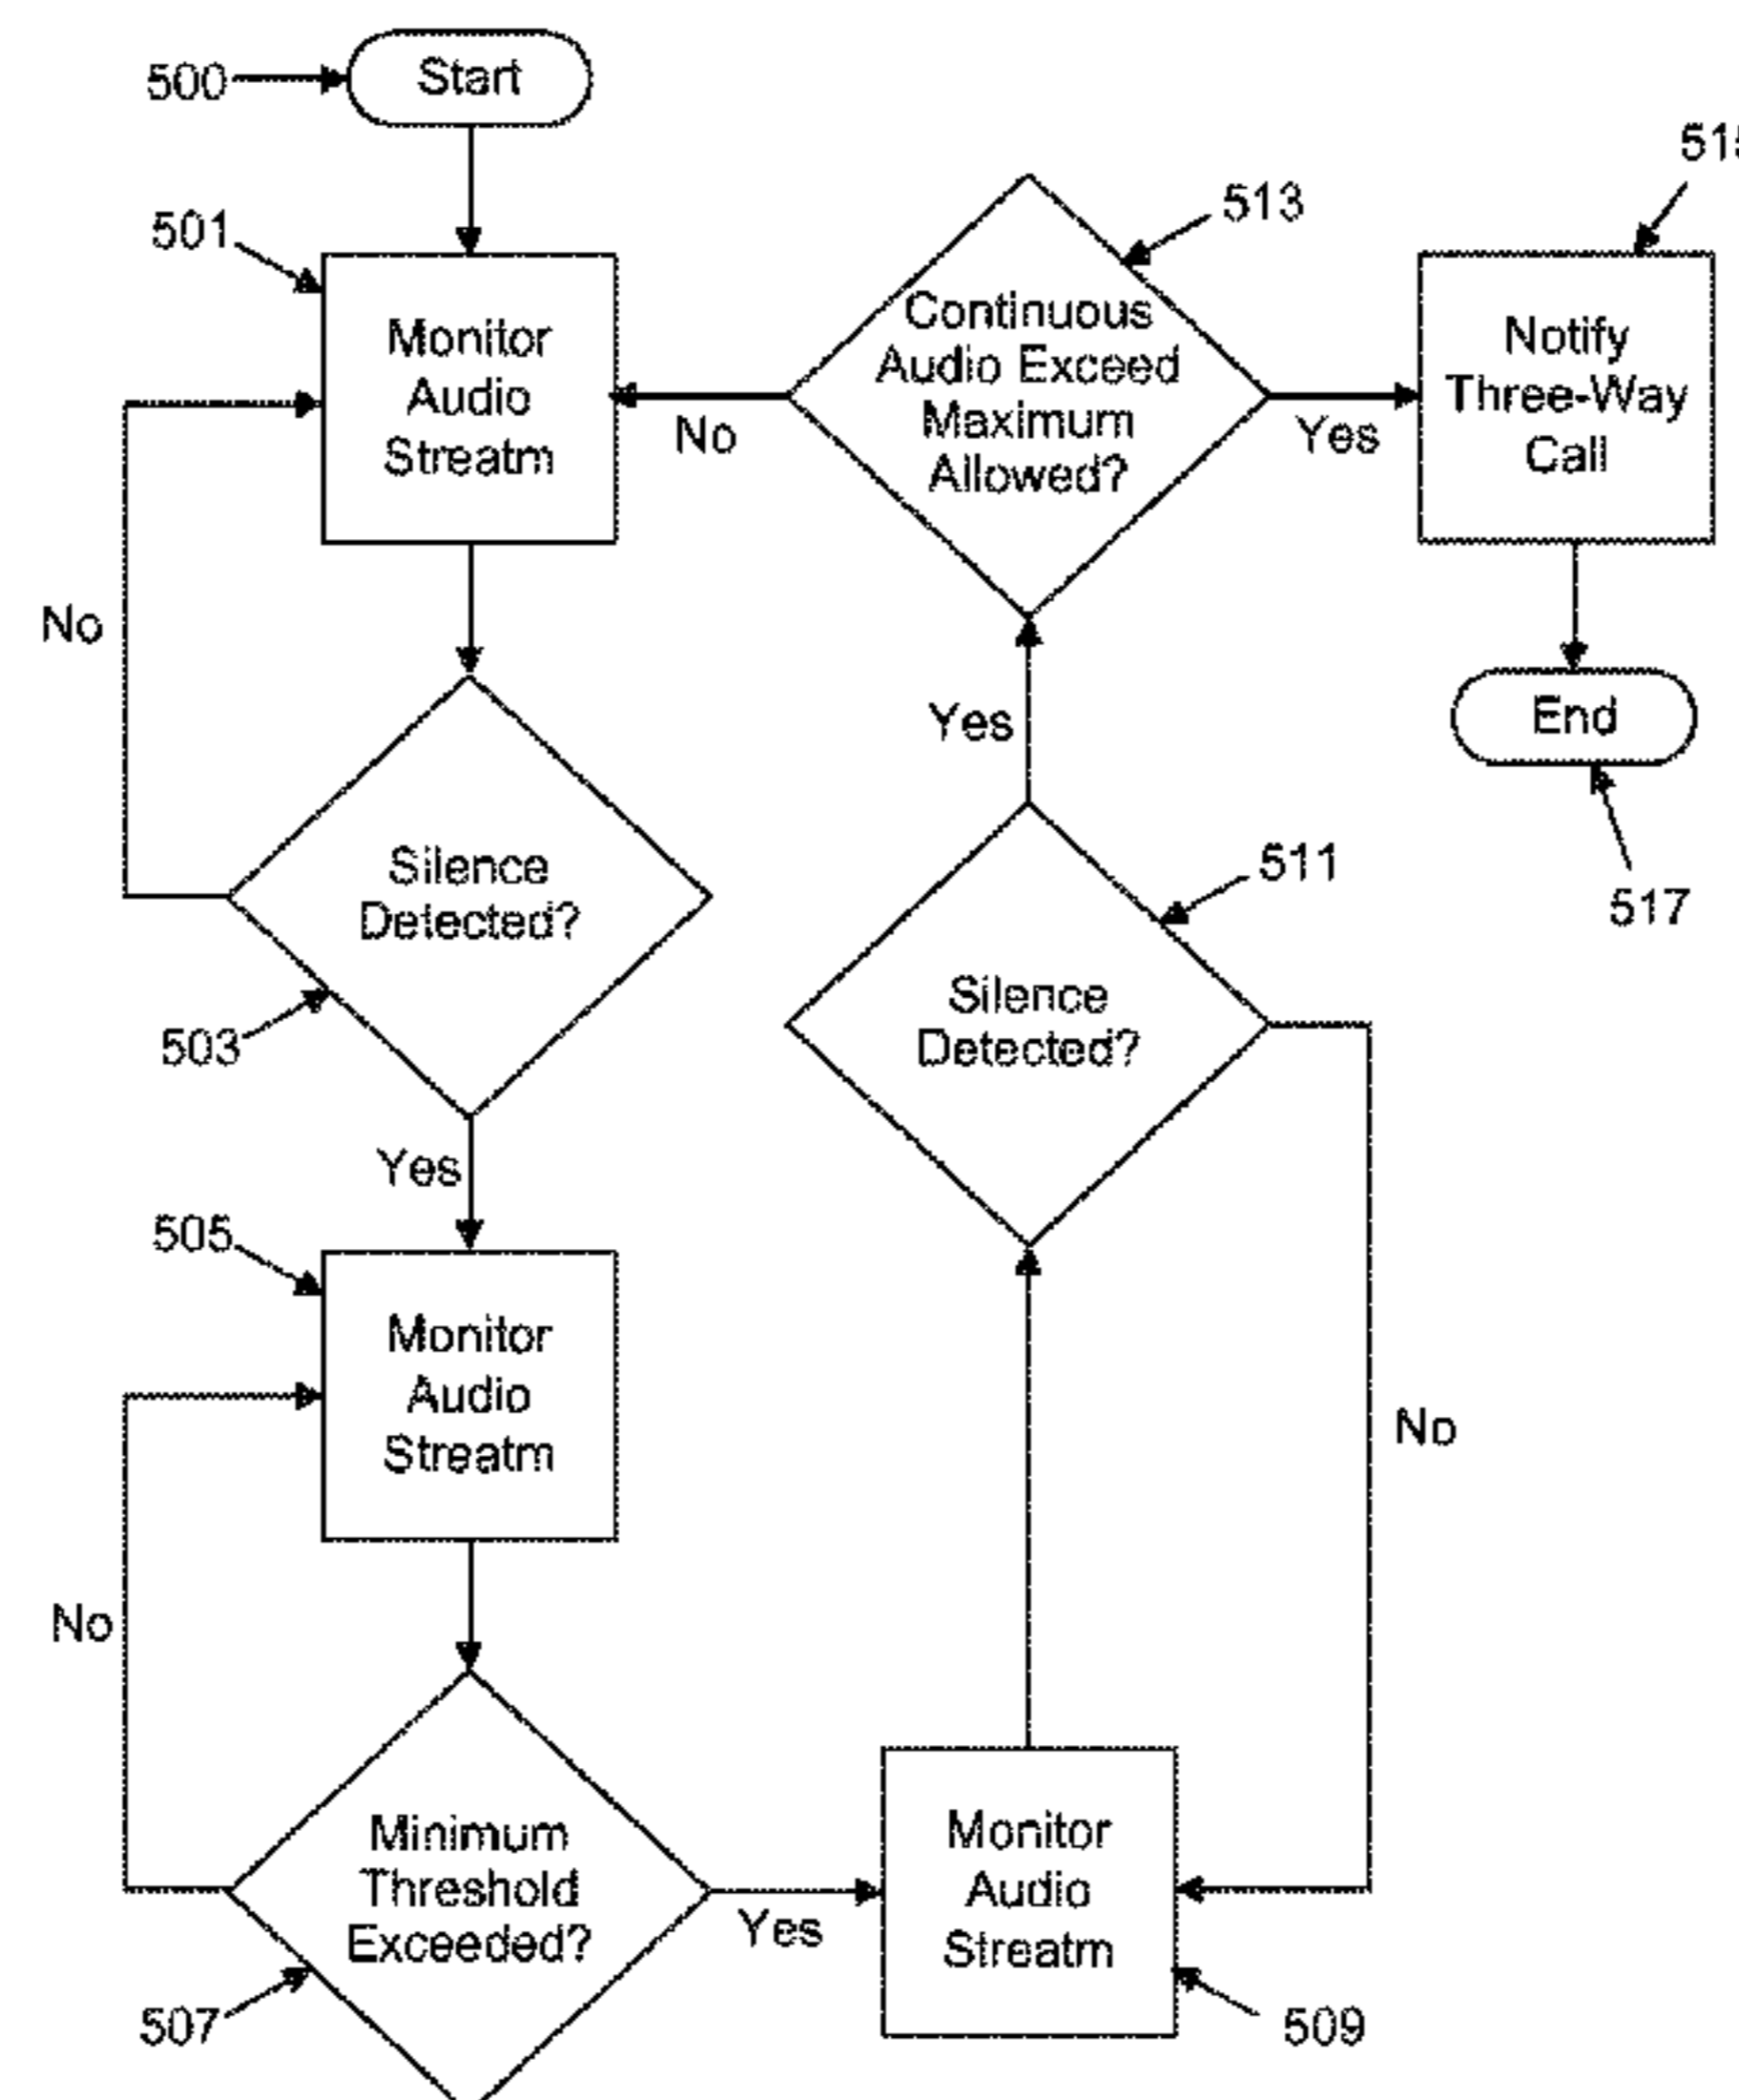 500
Start
501
Monitor
Audio
Streatm
No
Silence
Detected?
503
Yes
505
Monitor
Audio
Streatm
No
Minimum
Threshold
Exceeded?
507
Yes
Monitor
Audio
Streatm
509
No
Silence
Detected?
511
Yes
Continuous
Audio Exceed
Maximum
Allowed?
513
No
Yes
515
Notify
Three-Way
Call
End
517